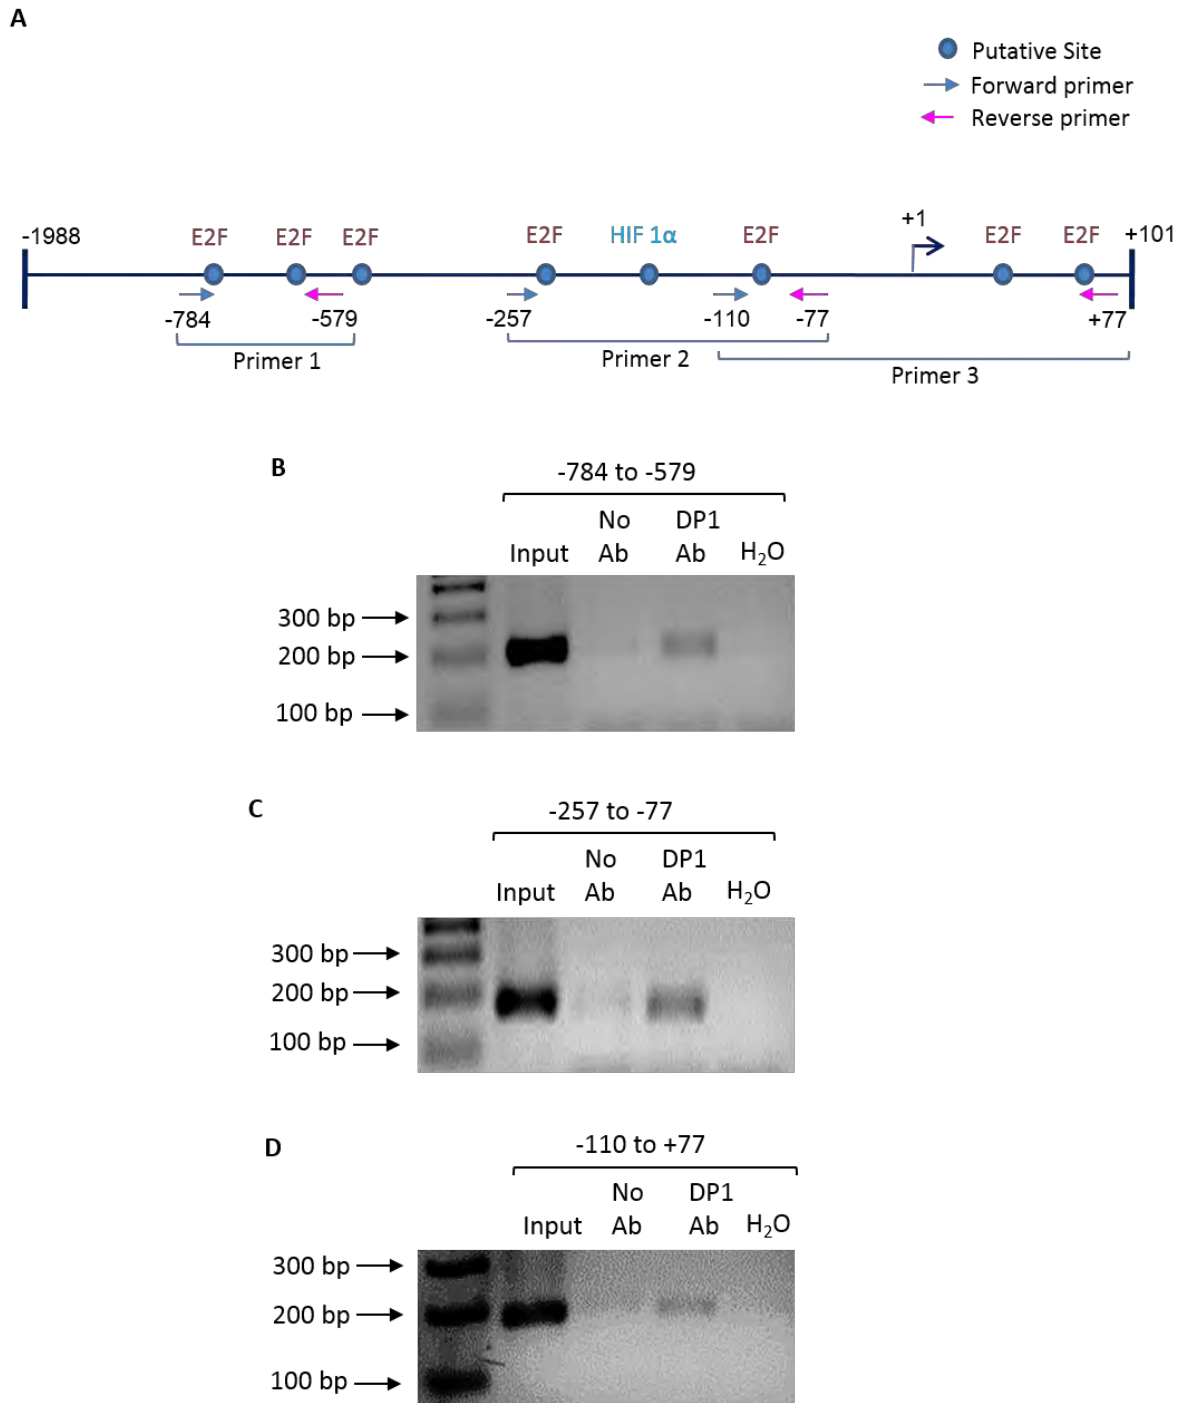 A
Putative Site
Forward primer
Reverse primer
+1
-1988 E2F E2F E2F E2F HIF 1α E2F E2F E2F +101
-784 -579 -257 -110 -77 +77
Primer 1 Primer 2 Primer 3
B
-784 to -579
No DP1
Input Ab Ab H₂O
300 bp
200 bp
100 bp
C
-257 to -77
No DP1
Input Ab Ab H₂O
300 bp
200 bp
100 bp
D
-110 to +77
No DP1
Input Ab Ab H₂O
300 bp
200 bp
100 bp